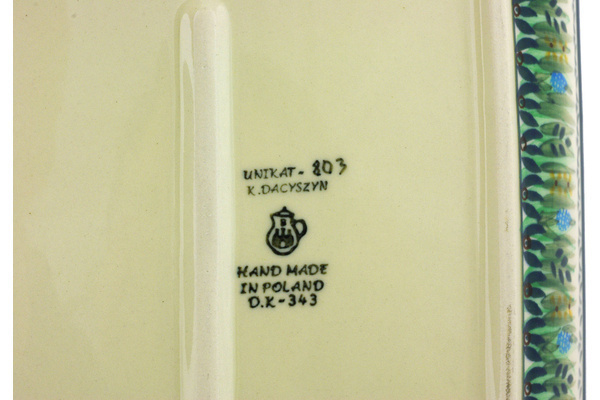 UNIKAT- 803
K.DACYSZYN
HAND MADE
IN POLAND
D.K-343